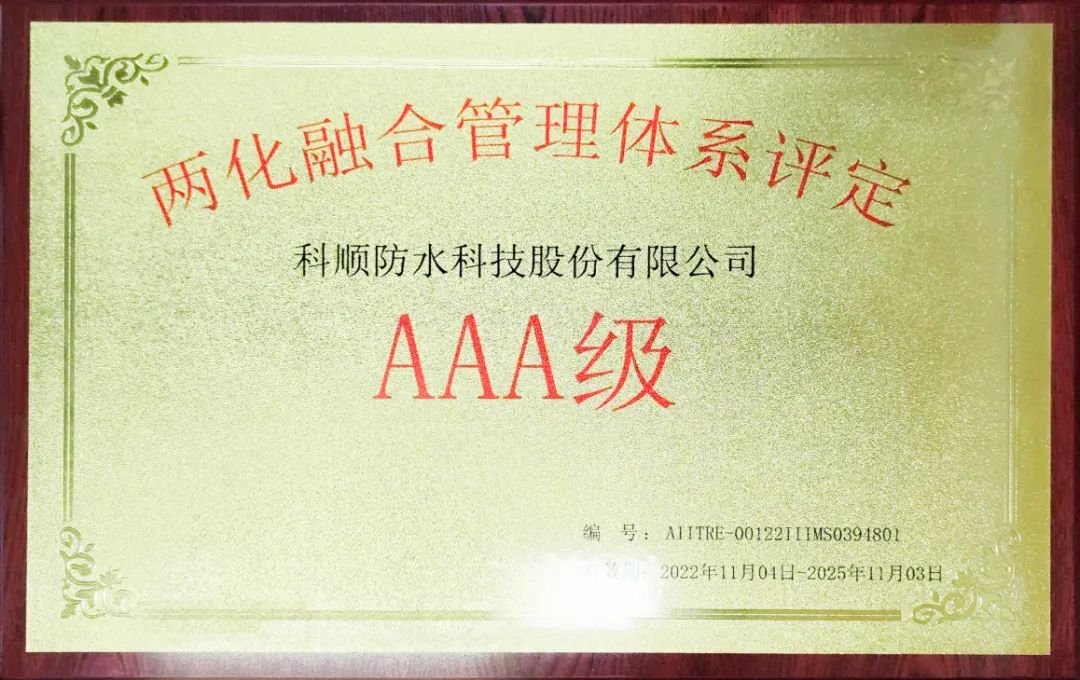 两化融合管理体系评定
科顺防水科技股份有限公司
AAA级
编 号：AIITRE-00122IIIMS0394801
有效期：2022年11月04日-2025年11月03日